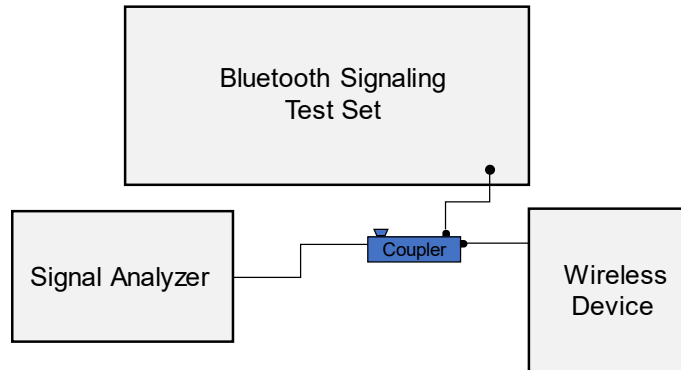 Bluetooth Signaling
Test Set
Coupler
Signal Analyzer
Wireless
Device